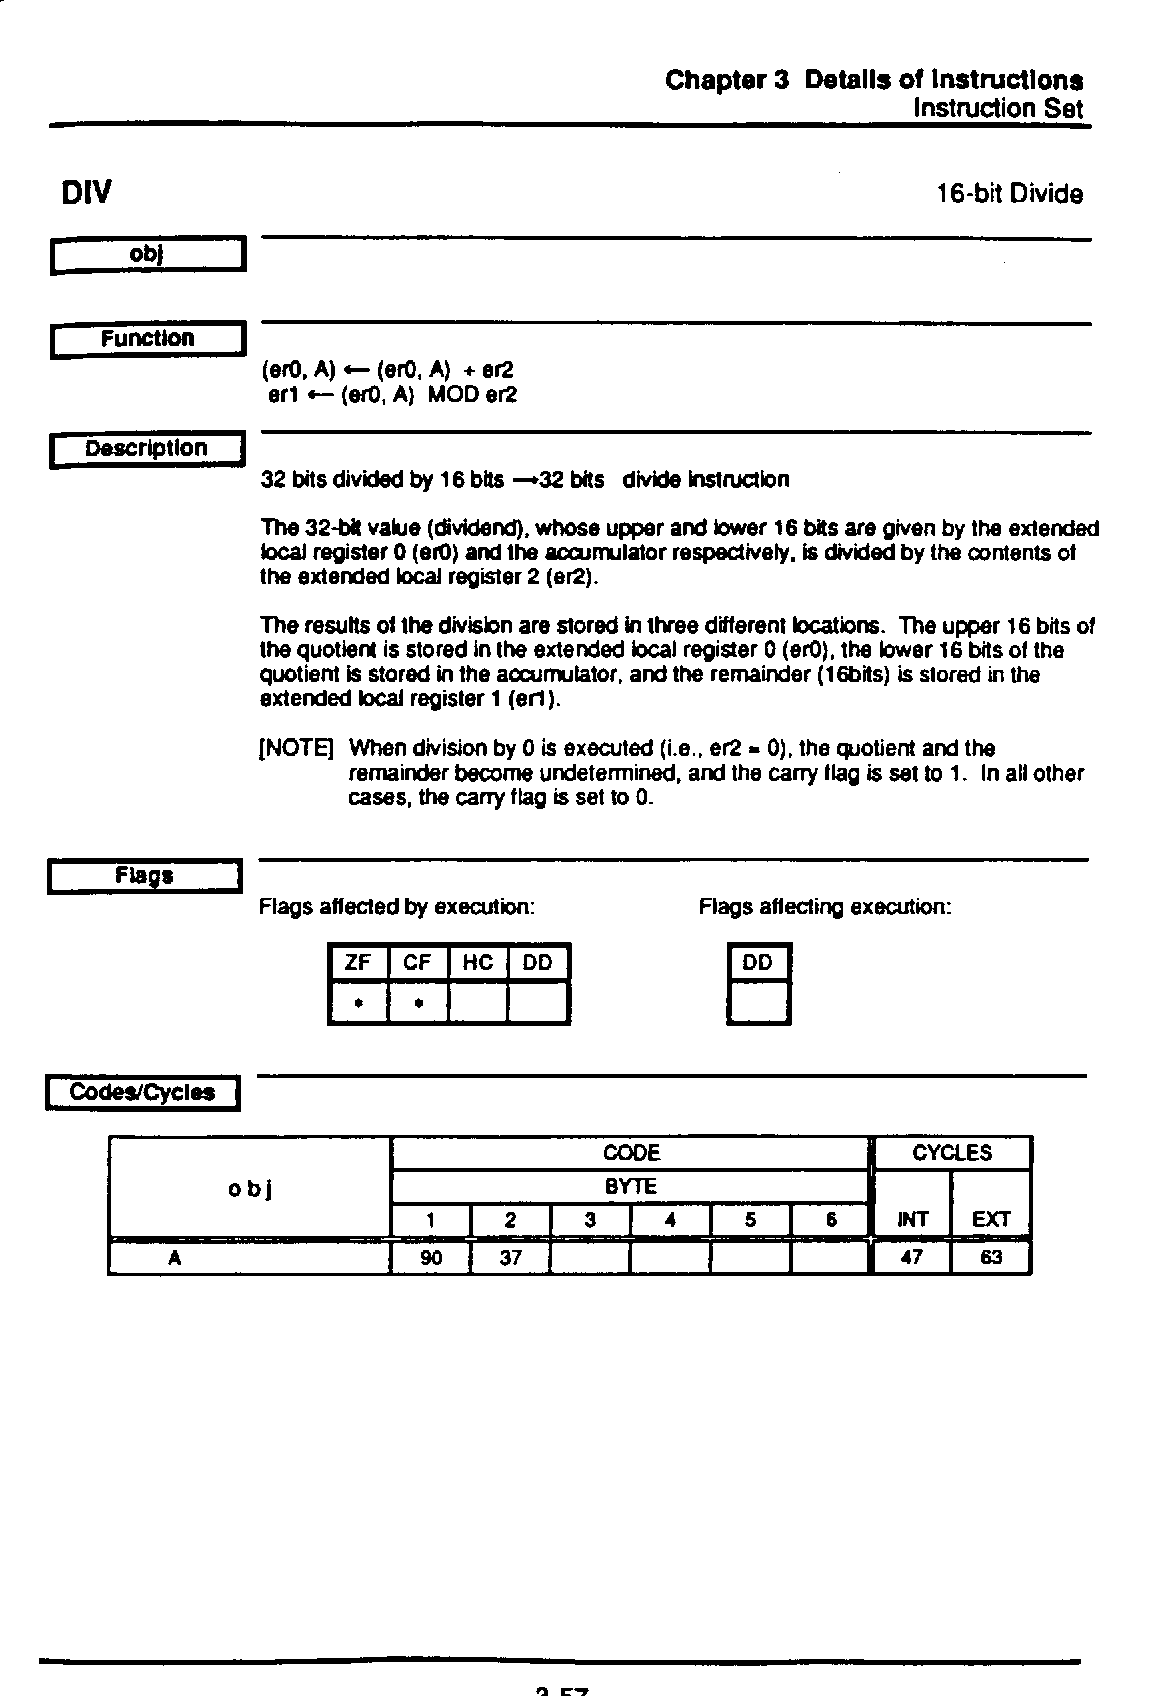 Chapter 3 Details of Instructions
Instruction Set
DIV
16-bit Divide
obj
Function
(er0, A) ← (er0, A) + er2
er1 ← (er0, A) MOD er2
Description
32 bits divided by 16 bits →32 bits divide instruction
The 32-bit value (dividend), whose upper and lower 16 bits are given by the extended
local register 0 (er0) and the accumulator respectively, is divided by the contents of
the extended local register 2 (er2).
The results of the division are stored in three different locations. The upper 16 bits of
the quotient is stored in the extended local register 0 (er0), the lower 16 bits of the
quotient is stored in the accumulator, and the remainder (16bits) is stored in the
extended local register 1 (er1).
[NOTE] When division by 0 is executed (i.e., er2 = 0), the quotient and the
remainder become undetermined, and the carry flag is set to 1. In all other
cases, the carry flag is set to 0.
Flags
Flags affected by execution:
Flags affecting execution:
ZF CF HC DD
* *
DD
Codes/Cycles
obj
CODE
CYCLES
BYTE
1 2 3 4 5 6 INT EXT
A 90 37 47 63
3-57